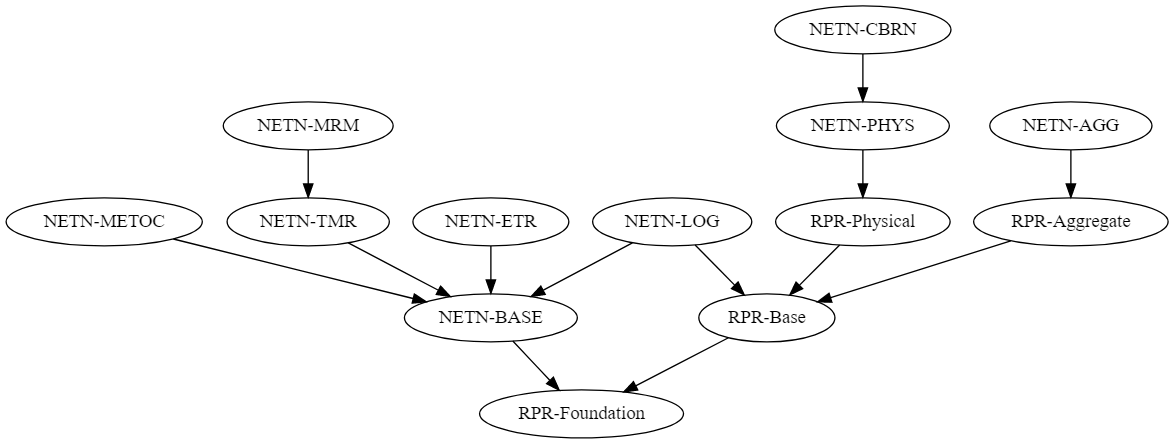 NETN-CBRN
NETN-MRM
NETN-PHYS
NETN-AGG
NETN-METOC
NETN-TMR
NETN-ETR
NETN-LOG
RPR-Physical
RPR-Aggregate
NETN-BASE
RPR-Base
RPR-Foundation